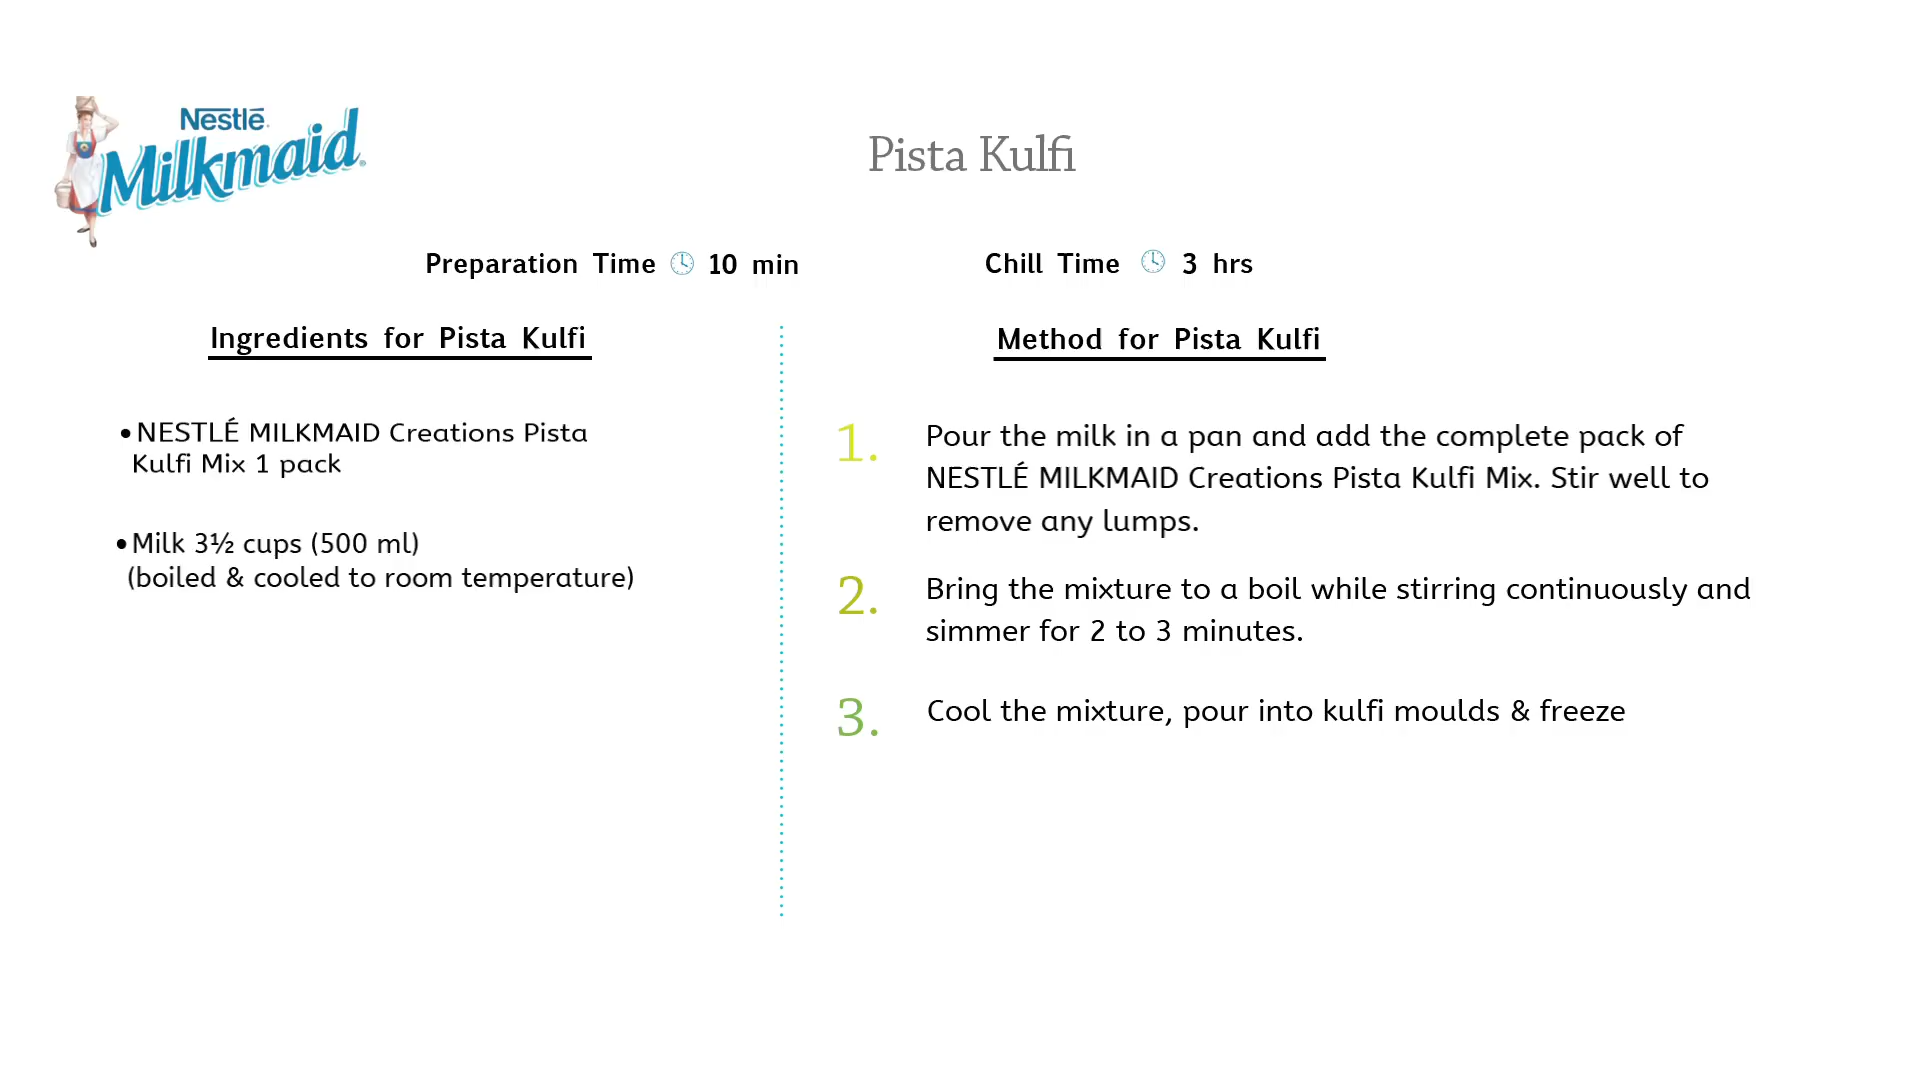 Nestlé
Milkmaid
Pista Kulfi
Preparation Time 10 min
Chill Time 3 hrs
Ingredients for Pista Kulfi
•NESTLÉ MILKMAID Creations Pista
Kulfi Mix 1 pack
•Milk 3½ cups (500 ml)
(boiled & cooled to room temperature)
Method for Pista Kulfi
1. Pour the milk in a pan and add the complete pack of
NESTLÉ MILKMAID Creations Pista Kulfi Mix. Stir well to
remove any lumps.
2. Bring the mixture to a boil while stirring continuously and
simmer for 2 to 3 minutes.
3. Cool the mixture, pour into kulfi moulds & freeze